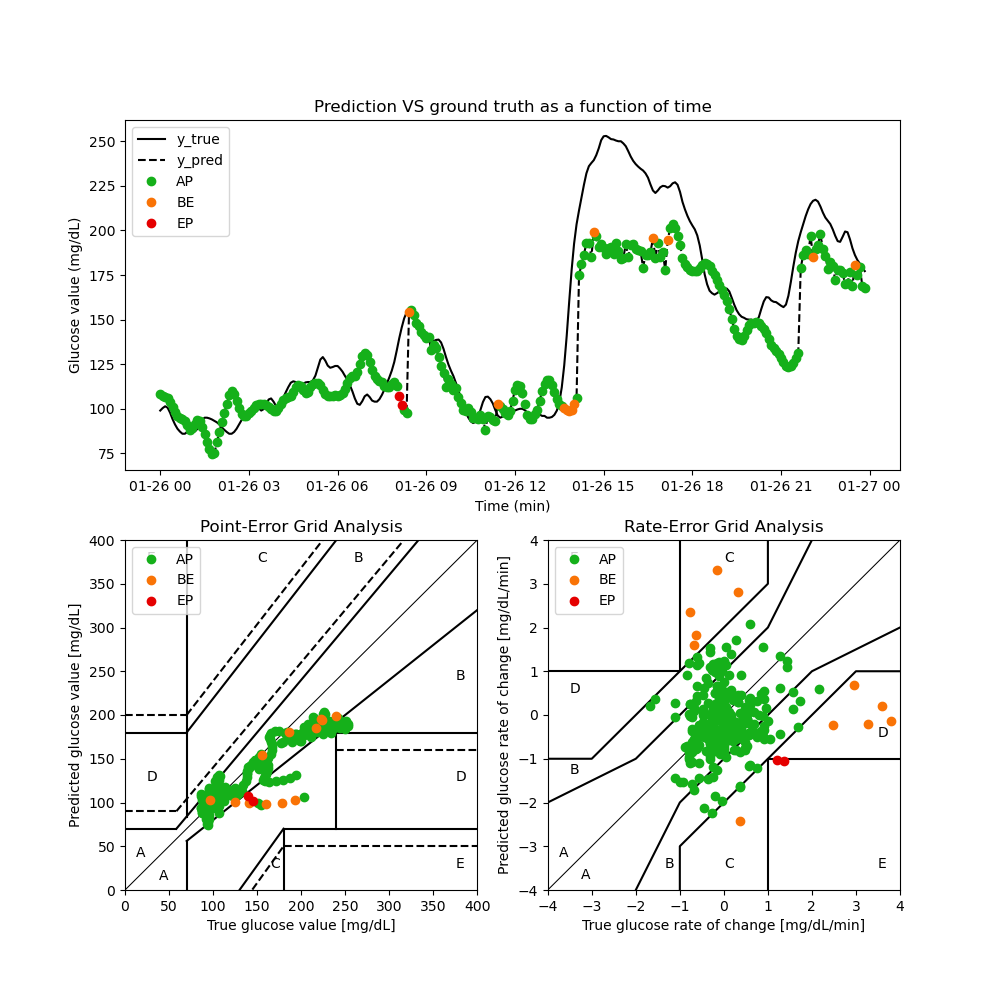 Prediction VS ground truth as a function of time
Glucose value (mg/dL)
250
225
200
175
150
125
100
75
y_true
y_pred
AP
BE
EP
01-26 00
01-26 03
01-26 06
01-26 09
01-26 12
01-26 15
01-26 18
01-26 21
01-27 00
Time (min)
Point-Error Grid Analysis
Predicted glucose value [mg/dL]
400
350
300
250
200
150
100
50
0
AP
BE
EP
C
B
B
D
D
A
A
C
E
0
50
100
150
200
250
300
350
400
True glucose value [mg/dL]
Rate-Error Grid Analysis
Predicted glucose rate of change [mg/dL/min]
4
3
2
1
0
−1
−2
−3
−4
AP
BE
EP
C
D
D
B
A
A
B
C
E
−4
−3
−2
−1
0
1
2
3
4
True glucose rate of change [mg/dL/min]